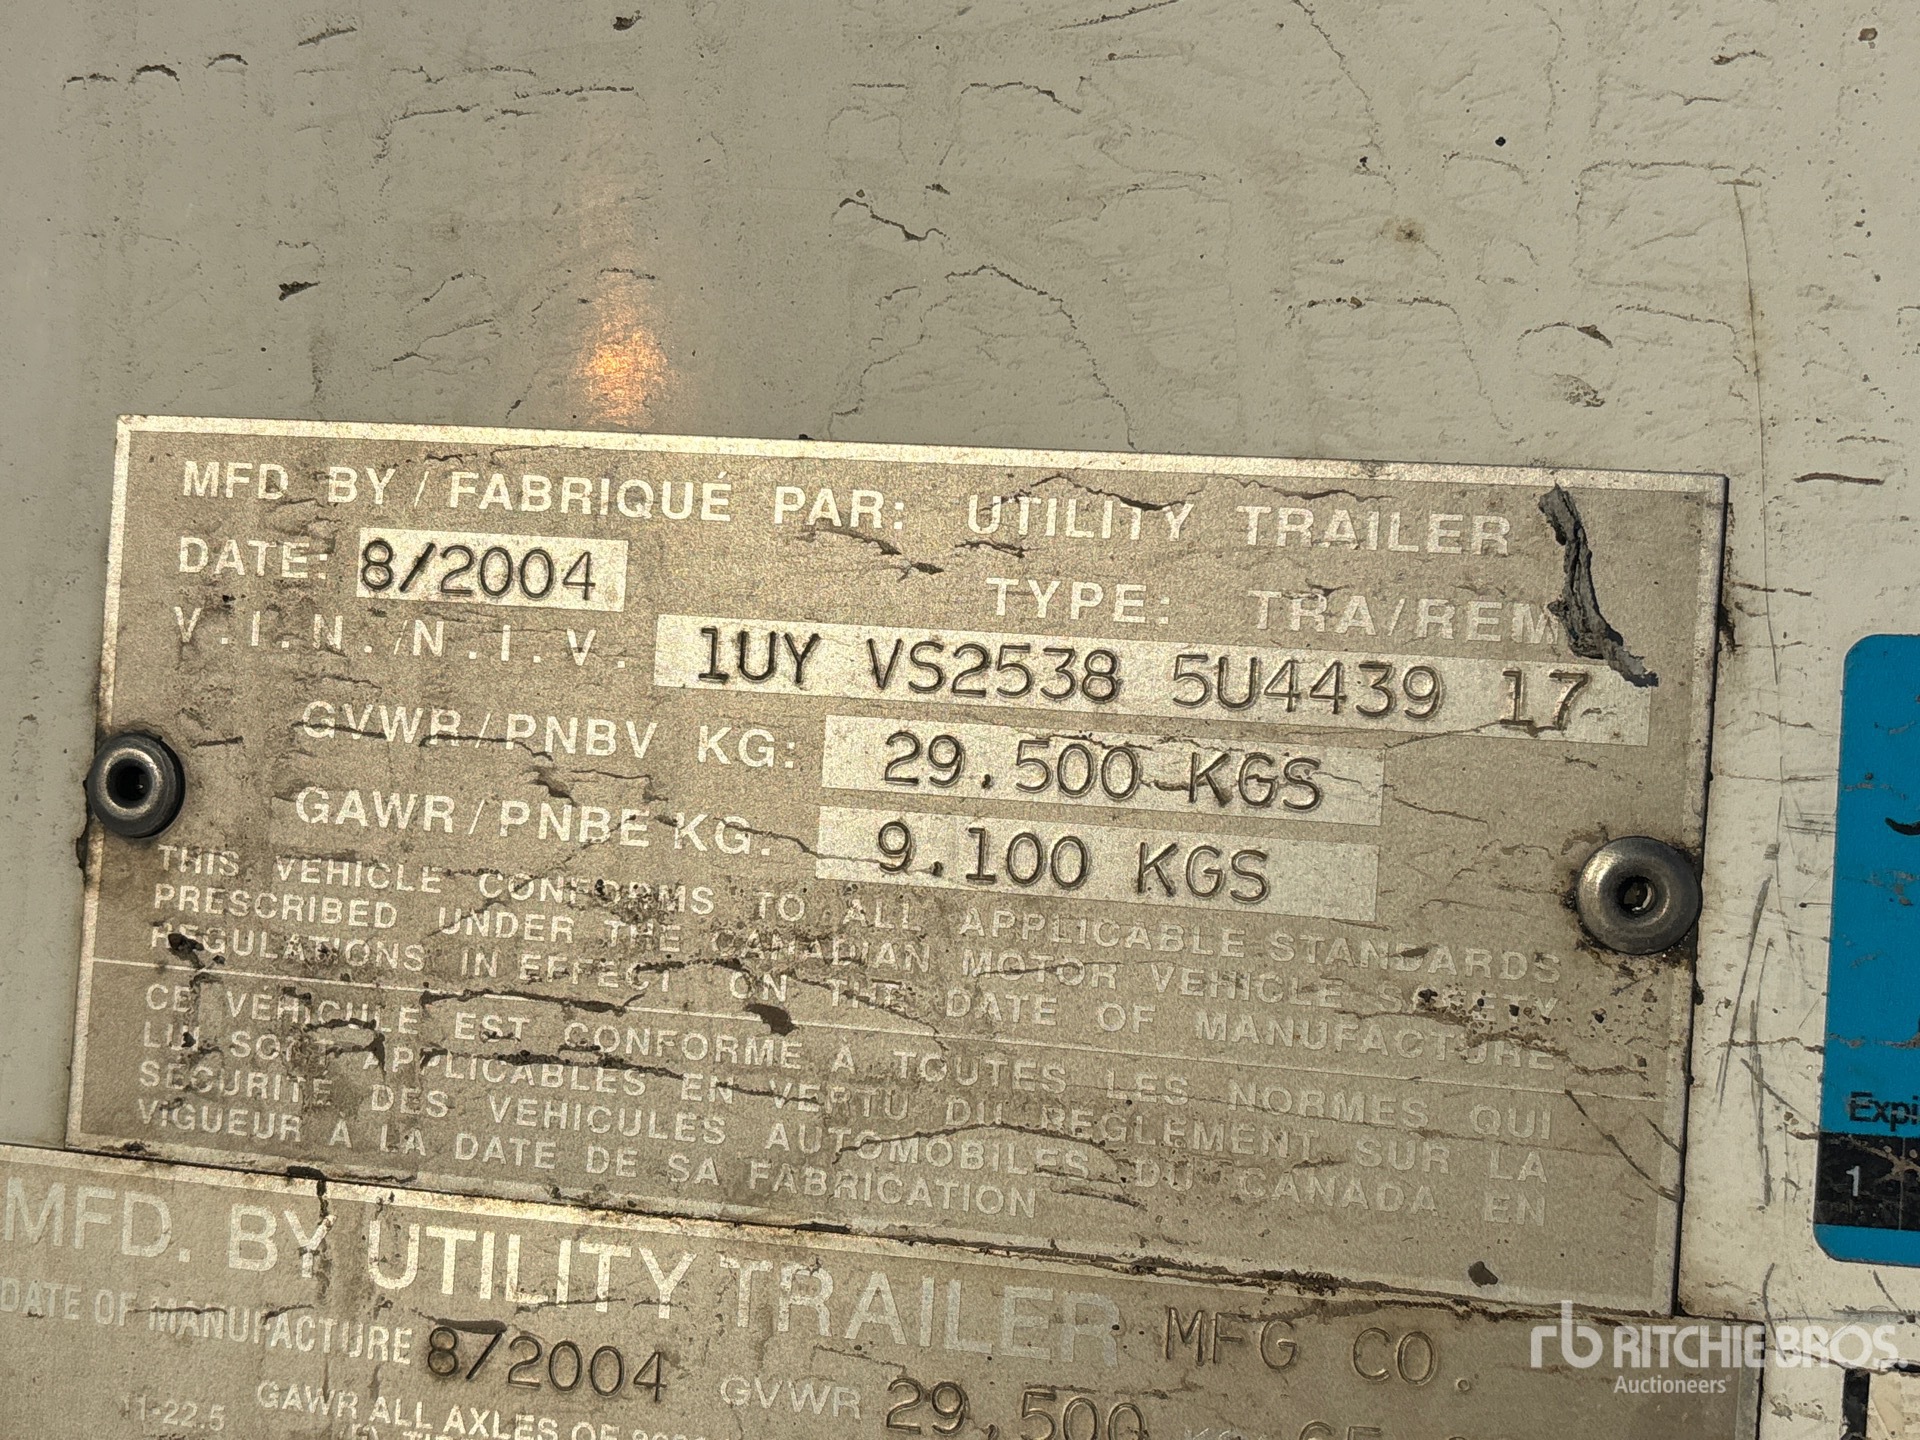 MFD BY / FABRIQUÉ PAR: UTILITY TRAILER
DATE: 8/2004 TYPE: TRA/REM
V.I.N./N.I.V. 1UY VS2538 5U4439 17
GVWR/PNBV KG: 29,500 KGS
GAWR/PNBE KG: 9,100 KGS
THIS VEHICLE CONFORMS TO ALL APPLICABLE STANDARDS
PRESCRIBED UNDER THE CANADIAN MOTOR VEHICLE SAFETY
REGULATIONS IN EFFECT ON THE DATE OF MANUFACTURE
CE VEHICULE EST CONFORME À TOUTES LES NORMES QUI
LUI SONT APPLICABLES EN VERTU DU REGLEMENT SUR LA
SECURITE DES VEHICULES AUTOMOBILES DU CANADA EN
VIGUEUR A LA DATE DE SA FABRICATION
MFD. BY UTILITY TRAILER MFG CO.
DATE OF MANUFACTURE 8/2004 GVWR 29,500
11-22.5 GAWR ALL AXLES OF
Expi
1
rb RITCHIE BROS.
Auctioneers